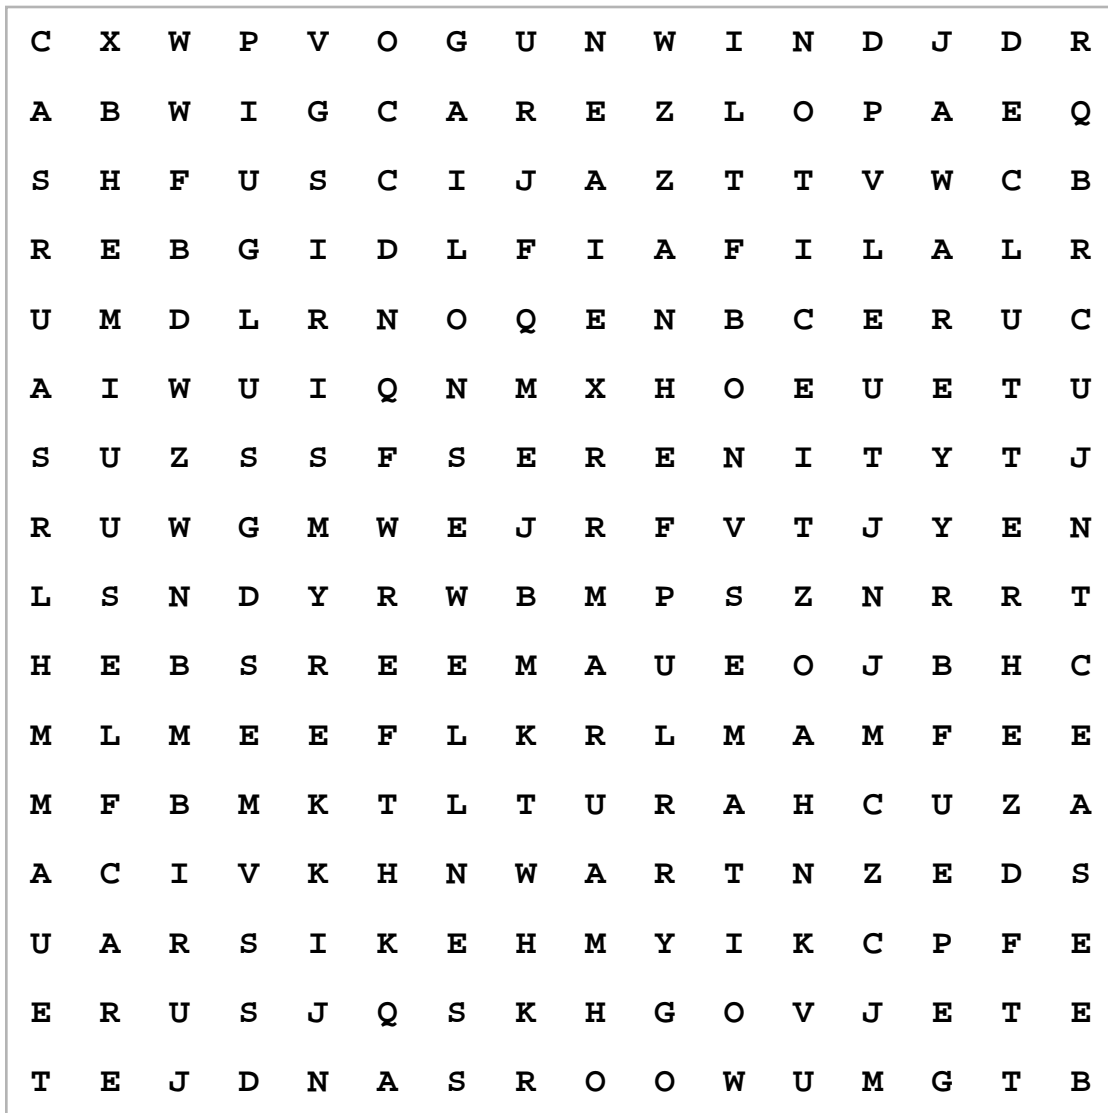 C X W P V O G U N W I N D J D R
A B W I G C A R E Z L O P A E Q
S H F U S C I J A Z T T V W C B
R E B G I D L F I A F I L A L R
U M D L R N O Q E N B C E R U C
A I W U I Q N M X H O E U E T U
S U Z S S F S E R E N I T Y T J
R U W G M W E J R F V T J Y E N
L S N D Y R W B M P S Z N R R T
H E B S R E E M A U E O J B H C
M L M E E F L K R L M A M F E E
M F B M K T L T U R A H C U Z A
A C I V K H N W A R T N Z E D S
U A R S I K E H M Y I K C P F E
E R U S J Q S K H G O V J E T E
T E J D N A S R O O W U M G T B